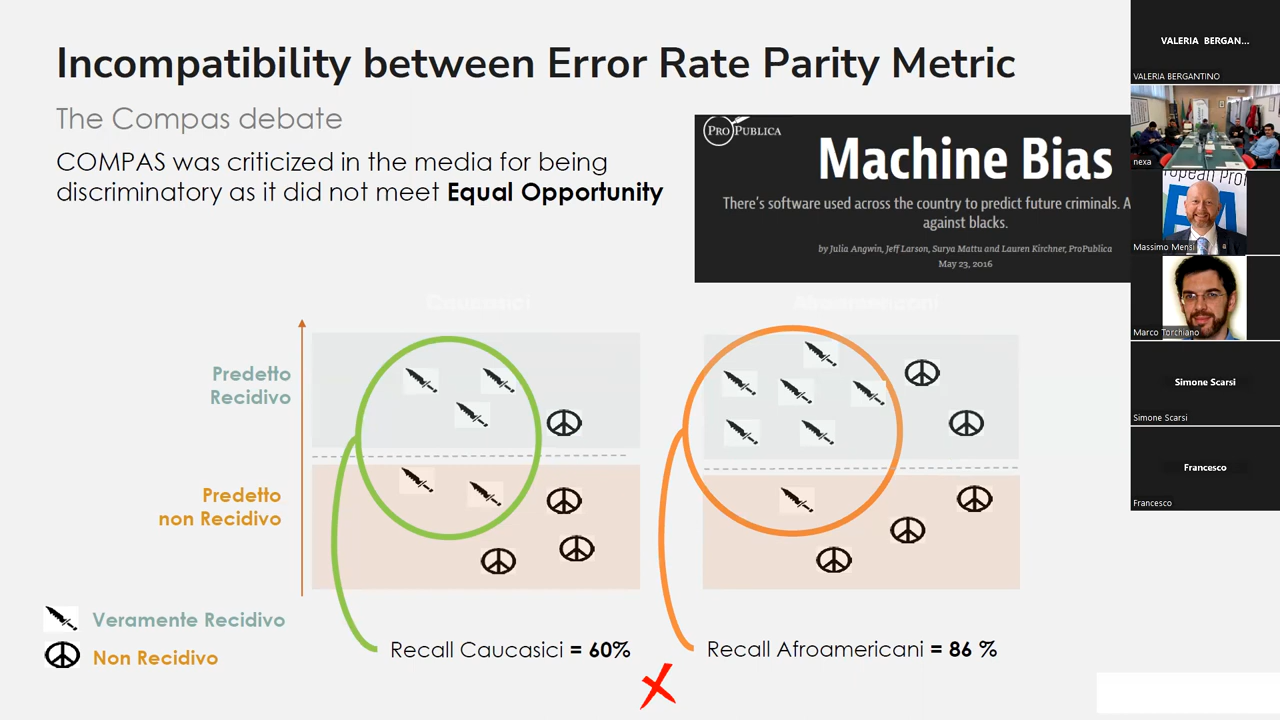 Incompatibility between Error Rate Parity Metric
The Compas debate
COMPAS was criticized in the media for being
discriminatory as it did not meet Equal Opportunity
PROPUBLICA
Machine Bias
There's software used across the country to predict future criminals. A
against blacks.
by Julia Angwin, Jeff Larson, Surya Mattu and Lauren Kirchner, ProPublica
May 23, 2016
Caucasici
Afroamericani
Predetto
Recidivo
Predetto
non Recidivo
Veramente Recidivo
Non Recidivo
Recall Caucasici = 60%
Recall Afroamericani = 86 %
VALERIA BERGAN...
VALERIA BERGANTINO
nexa
Massimo Mensi
Marco Torchiano
Simone Scarsi
Simone Scarsi
Francesco
Francesco